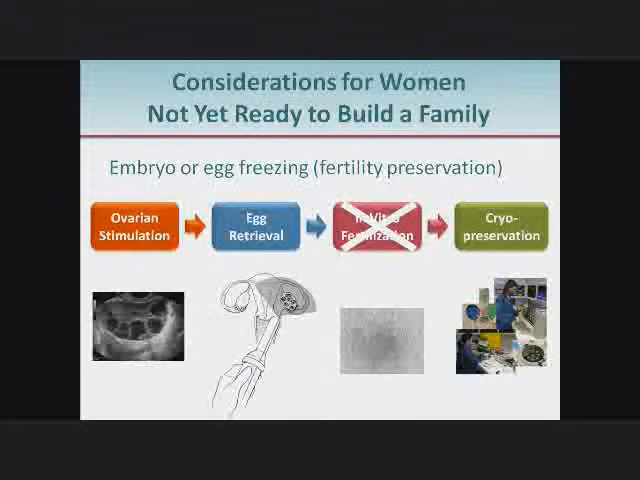 Considerations for Women
Not Yet Ready to Build a Family
Embryo or egg freezing (fertility preservation)
Ovarian
Stimulation
Egg
Retrieval
In Vitro
Fertilization
Cryo-
preservation